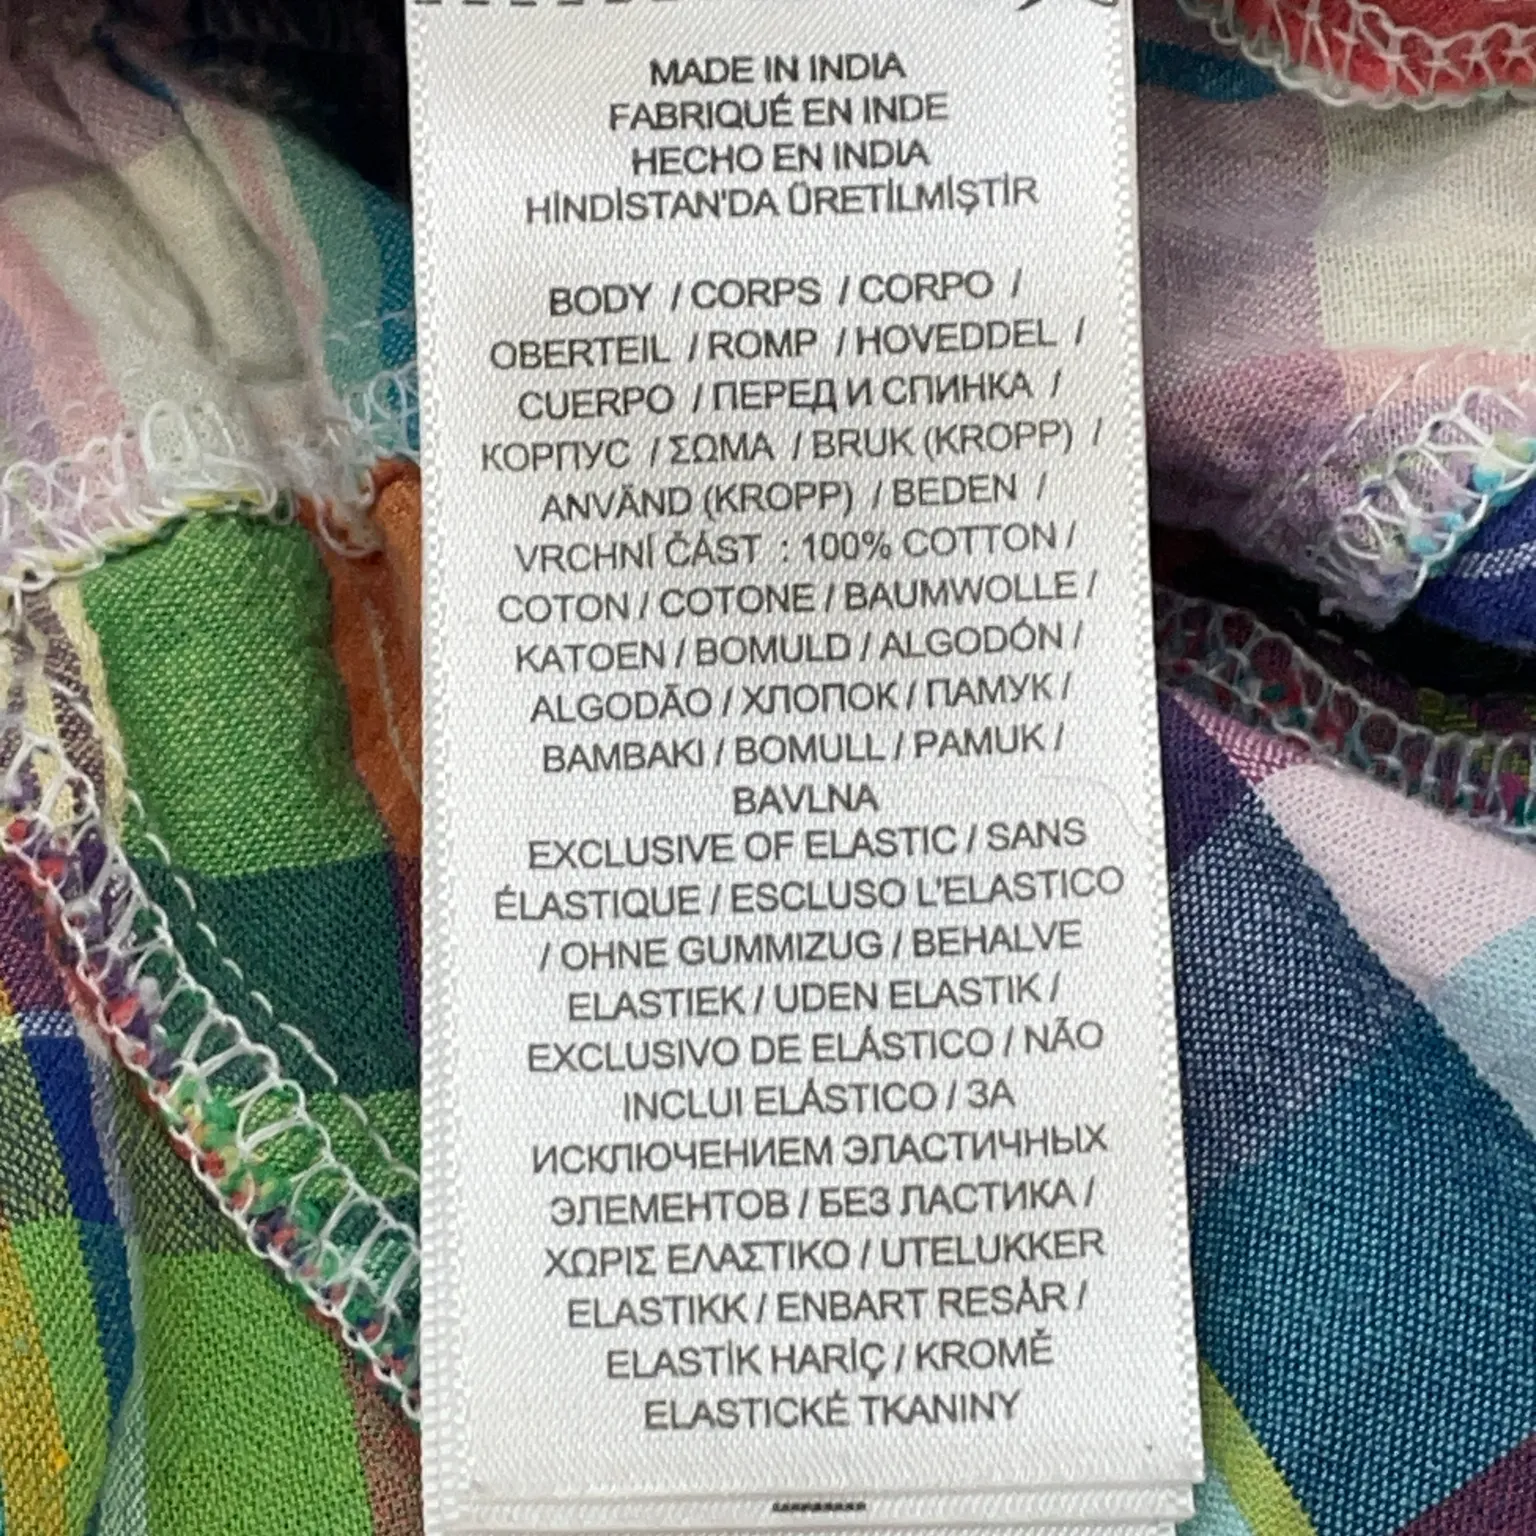 MADE IN INDIA
FABRIQUÉ EN INDE
HECHO EN INDIA
HİNDİSTAN'DA ÜRETİLMİŞTİR
BODY / CORPS / CORPO /
OBERTEIL / ROMP / HOVEDDEL /
CUERPO / ПЕРЕД И СПИНКА /
КОРПУС / ΣΩΜΑ / BRUK (KROPP) /
ANVÄND (KROPP) / BEDEN /
VRCHNÍ ČÁST : 100% COTTON /
COTON / COTONE / BAUMWOLLE /
KATOEN / BOMULD / ALGODÓN /
ALGODÃO / ХЛОПОК / ПАМУК /
BAMBAKI / BOMULL / PAMUK /
BAVLNA
EXCLUSIVE OF ELASTIC / SANS
ÉLASTIQUE / ESCLUSO L'ELASTICO
/ OHNE GUMMIZUG / BEHALVE
ELASTIEK / UDEN ELASTIK /
EXCLUSIVO DE ELÁSTICO / NÃO
INCLUI ELÁSTICO / ЗА
ИСКЛЮЧЕНИЕМ ЭЛАСТИЧНЫХ
ЭЛЕМЕНТОВ / БЕЗ ЛАСТИКА /
ΧΩΡΙΣ ΕΛΑΣΤΙΚΟ / UTELUKKER
ELASTIKK / ENBART RESÅR /
ELASTİK HARİÇ / KROMĚ
ELASTICKÉ TKANINY